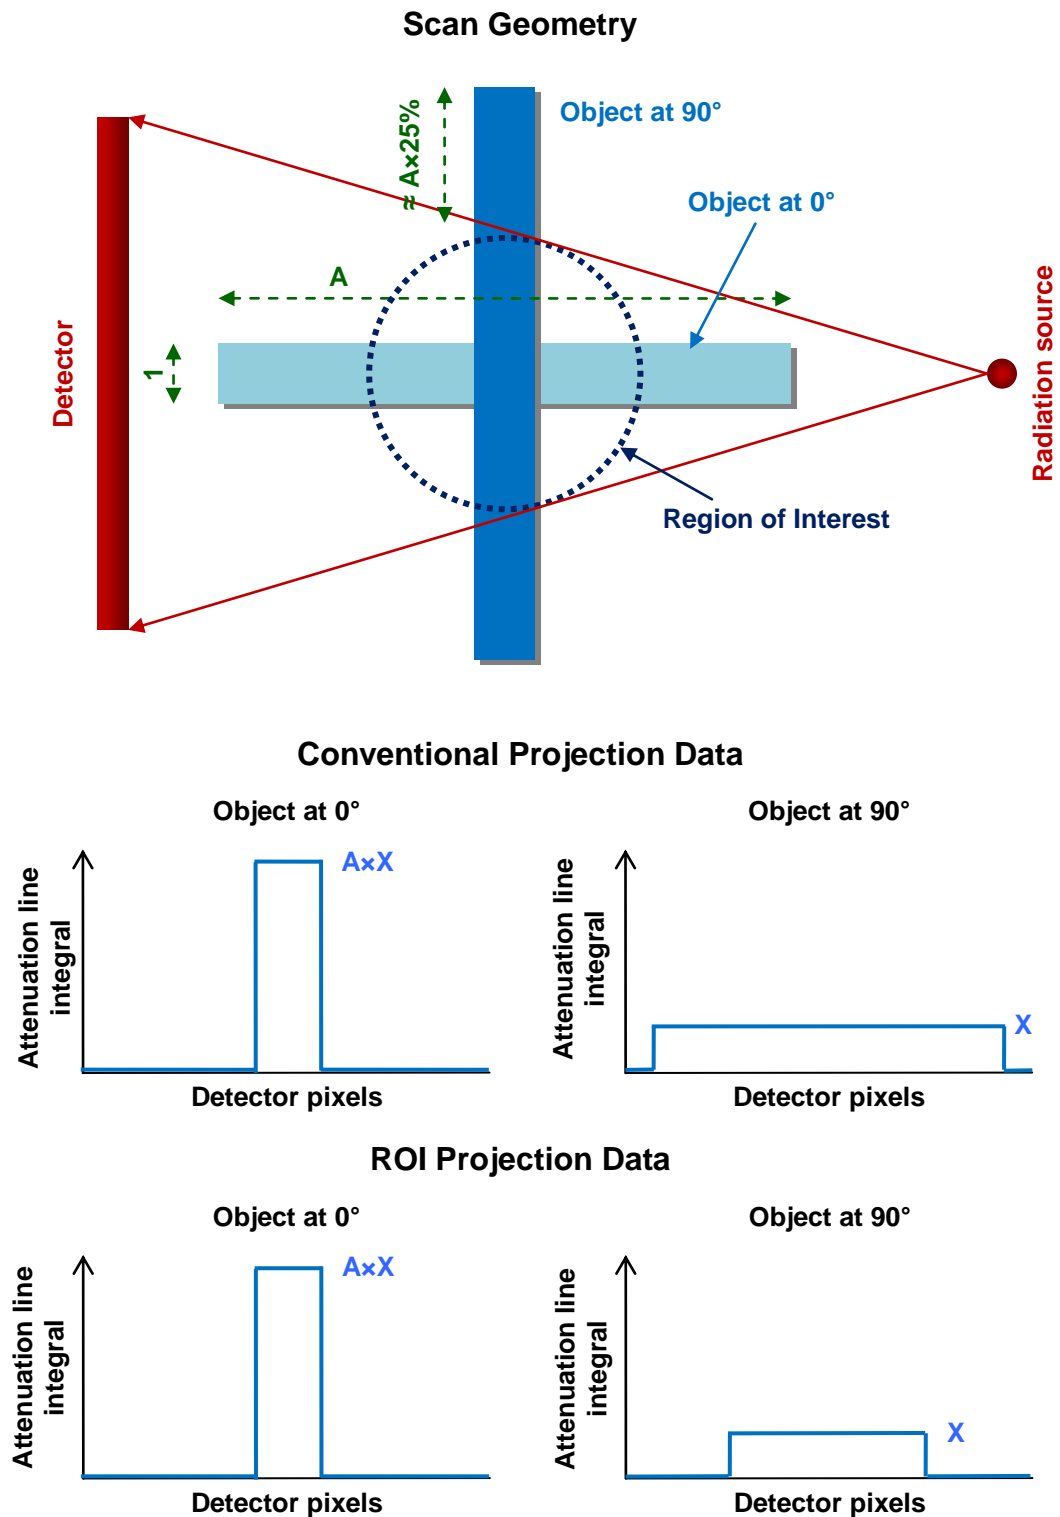 Scan Geometry
≈ A×25%
Object at 90°
Object at 0°
A
1
Detector
Radiation source
Region of Interest
Conventional Projection Data
Object at 0°
Object at 90°
Attenuation line
integral
A×X
Detector pixels
Attenuation line
integral
X
Detector pixels
ROI Projection Data
Object at 0°
Object at 90°
Attenuation line
integral
A×X
Detector pixels
Attenuation line
integral
X
Detector pixels